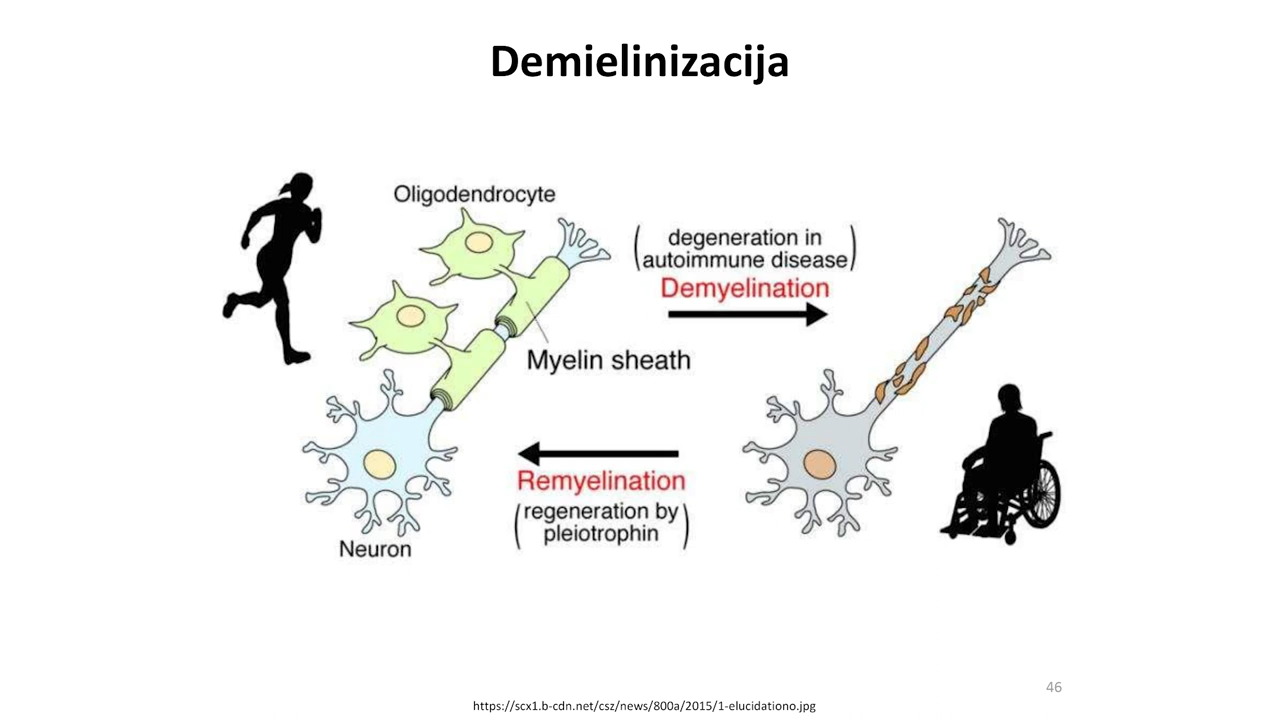 Demielinizacija
Oligodendrocyte
(degeneration in
autoimmune disease)
Demyelination
Myelin sheath
Remyelination
(regeneration by
pleiotrophin)
Neuron
46
https://scx1.b-cdn.net/csz/news/800a/2015/1-elucidationo.jpg